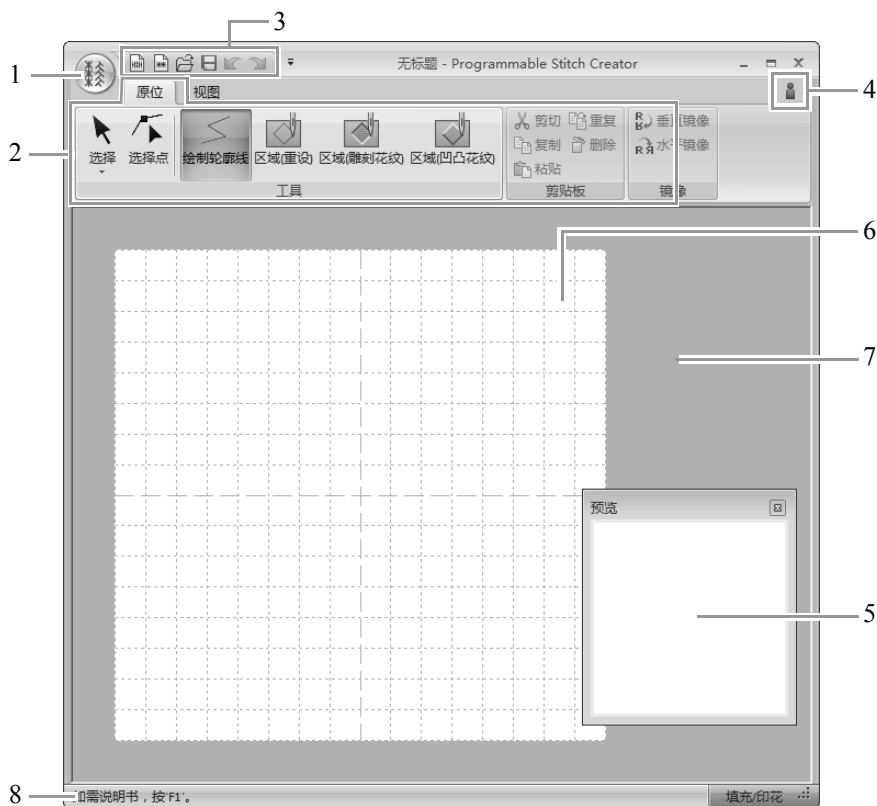 3
无标题 - Programmable Stitch Creator
1
4
原位 视图
2
选择 选择点 绘制轮廓线 区域(重设) 区域(雕刻花纹) 区域(凹凸花纹)
剪切 重复
复制 删除
粘贴
垂直镜像
水平镜像
工具 剪贴板 镜像
6
7
预览
5
8
如需说明书，按'F1'。
填充/印花